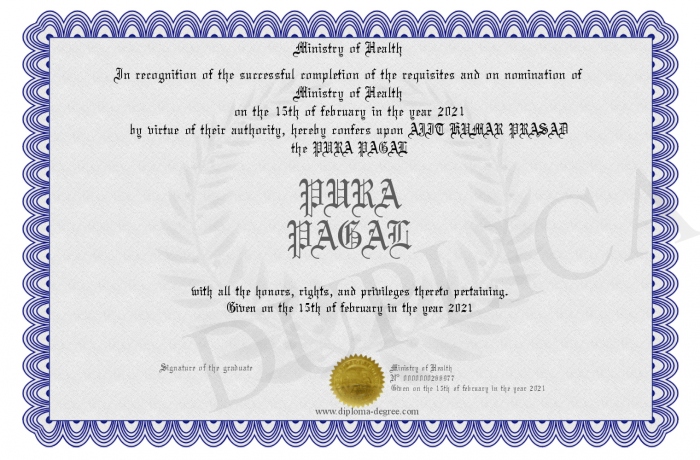 Ministry of Health
In recognition of the successful completion of the requisites and on nomination of
Ministry of Health
on the 15th of february in the year 2021
by virtue of their authority, hereby confers upon AJIT KUMAR PRASAD
the PURA PAGAL
PURA
PAGAL
with all the honors, rights, and privileges thereto pertaining.
Given on the 15th of february in the year 2021
DUPLICA
Signature of the graduate
Ministry of Health
Nº 0000000288977
Given on the 15th of february in the year 2021
www.diploma-degree.com